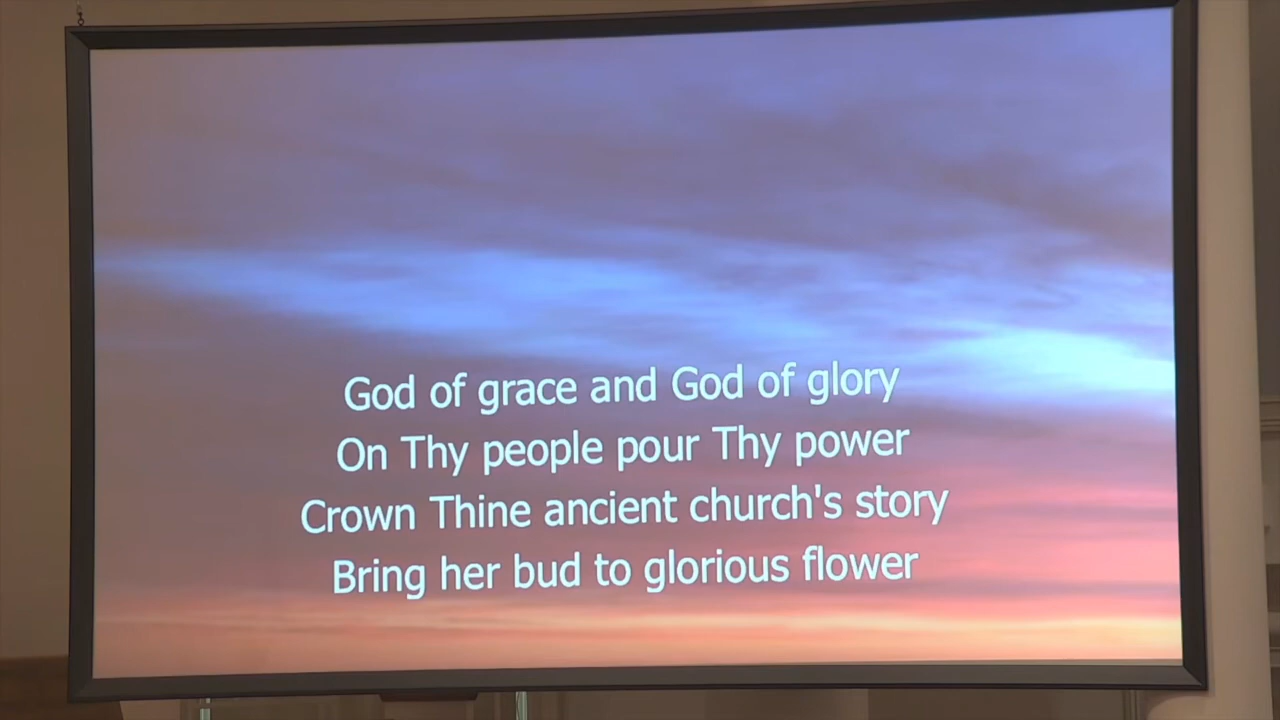 God of grace and God of glory
On Thy people pour Thy power
Crown Thine ancient church's story
Bring her bud to glorious flower